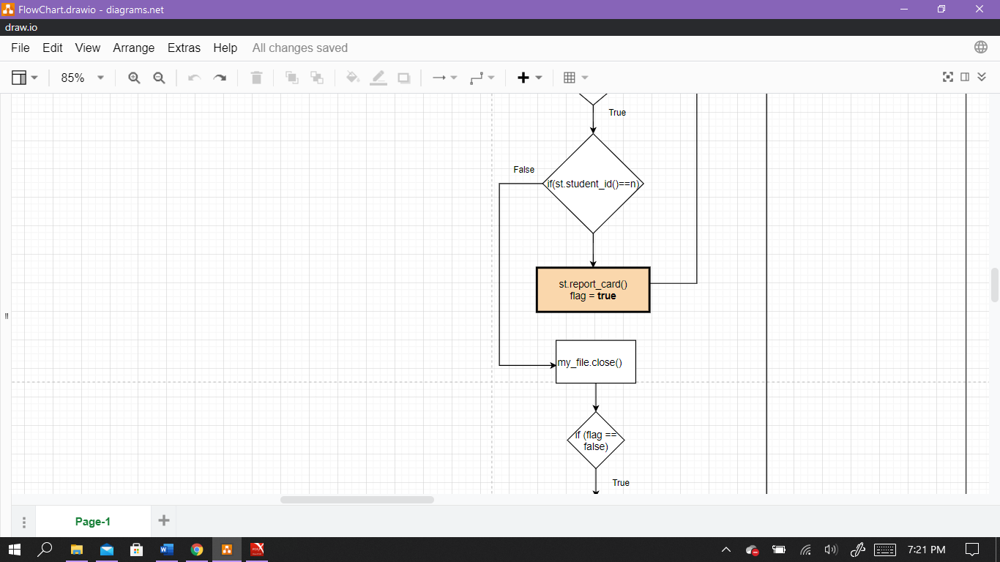 FlowChart.drawio - diagrams.net
draw.io
File Edit View Arrange Extras Help All changes saved
85%
True
False
if(st.student_id()==n)
st.report_card()
flag = true
my_file.close()
if (flag ==
false)
True
Page-1
7:21 PM